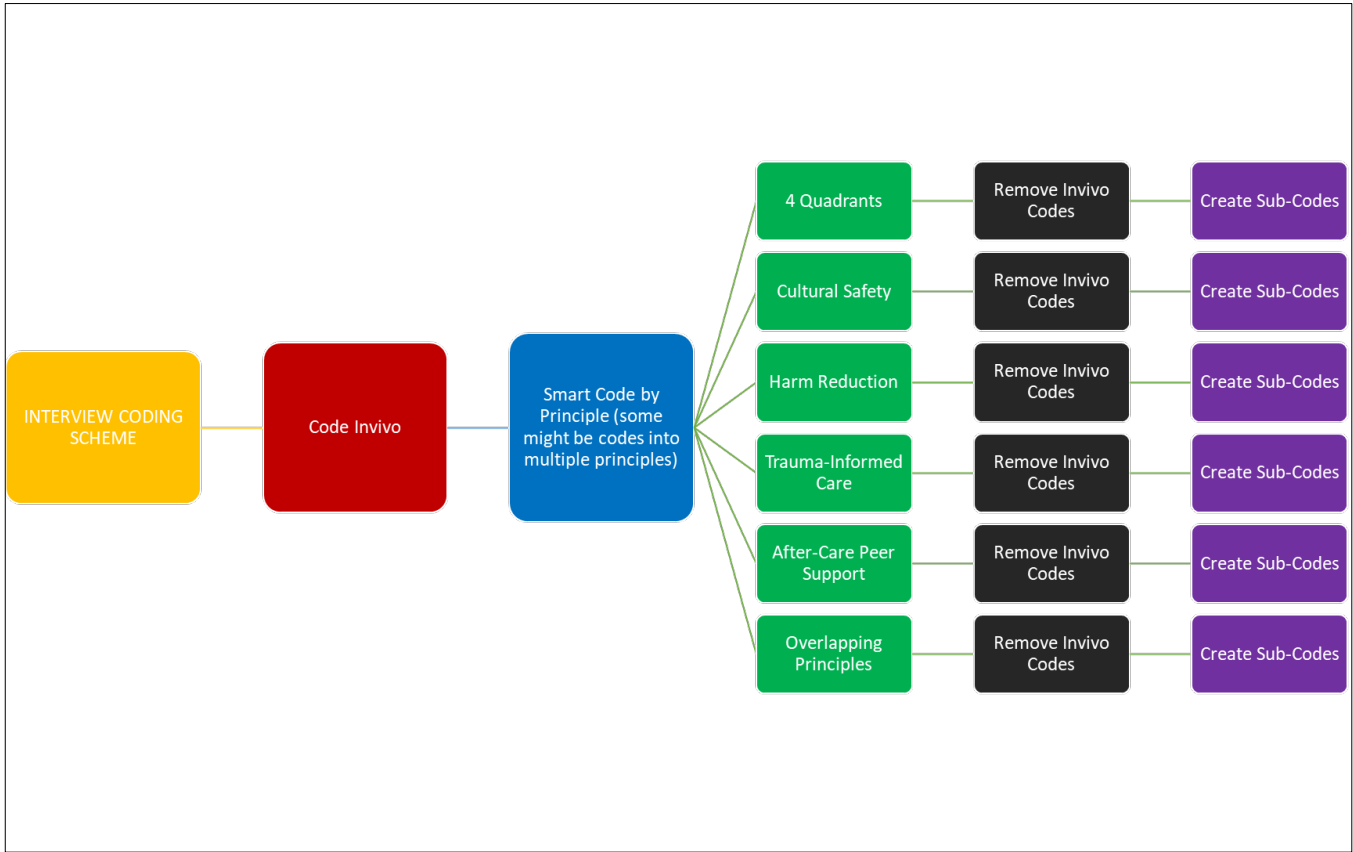 INTERVIEW CODING
SCHEME
Code Invivo
Smart Code by
Principle (some
might be codes into
multiple principles)
4 Quadrants
Remove Invivo
Codes
Create Sub-Codes
Cultural Safety
Remove Invivo
Codes
Create Sub-Codes
Harm Reduction
Remove Invivo
Codes
Create Sub-Codes
Trauma-Informed
Care
Remove Invivo
Codes
Create Sub-Codes
After-Care Peer
Support
Remove Invivo
Codes
Create Sub-Codes
Overlapping
Principles
Remove Invivo
Codes
Create Sub-Codes